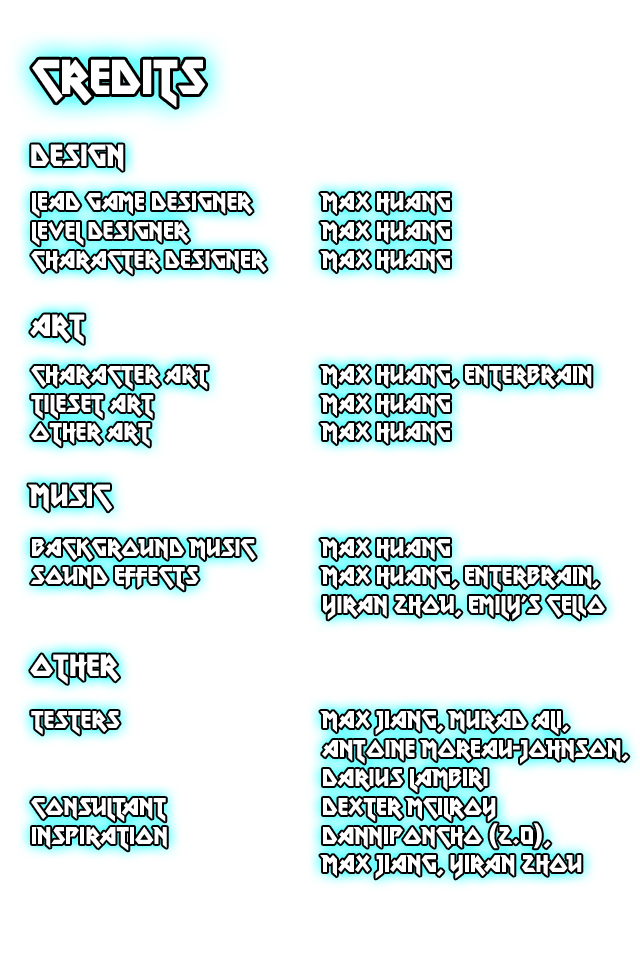 CREDITS
DESIGN
LEAD GAME DESIGNER MAX HUANG
LEVEL DESIGNER MAX HUANG
CHARACTER DESIGNER MAX HUANG
ART
CHARACTER ART MAX HUANG, ENTERBRAIN
TILESET ART MAX HUANG
OTHER ART MAX HUANG
MUSIC
BACKGROUND MUSIC MAX HUANG
SOUND EFFECTS MAX HUANG, ENTERBRAIN,
YIRAN ZHOU, EMILY'S CELLO
OTHER
TESTERS MAX JIANG, MURAD ALI,
ANTOINE MOREAU-JOHNSON,
DARIUS LAMBIRI
CONSULTANT DEXTER MCILROY
INSPIRATION DANNIPONCHO (2.0),
MAX JIANG, YIRAN ZHOU